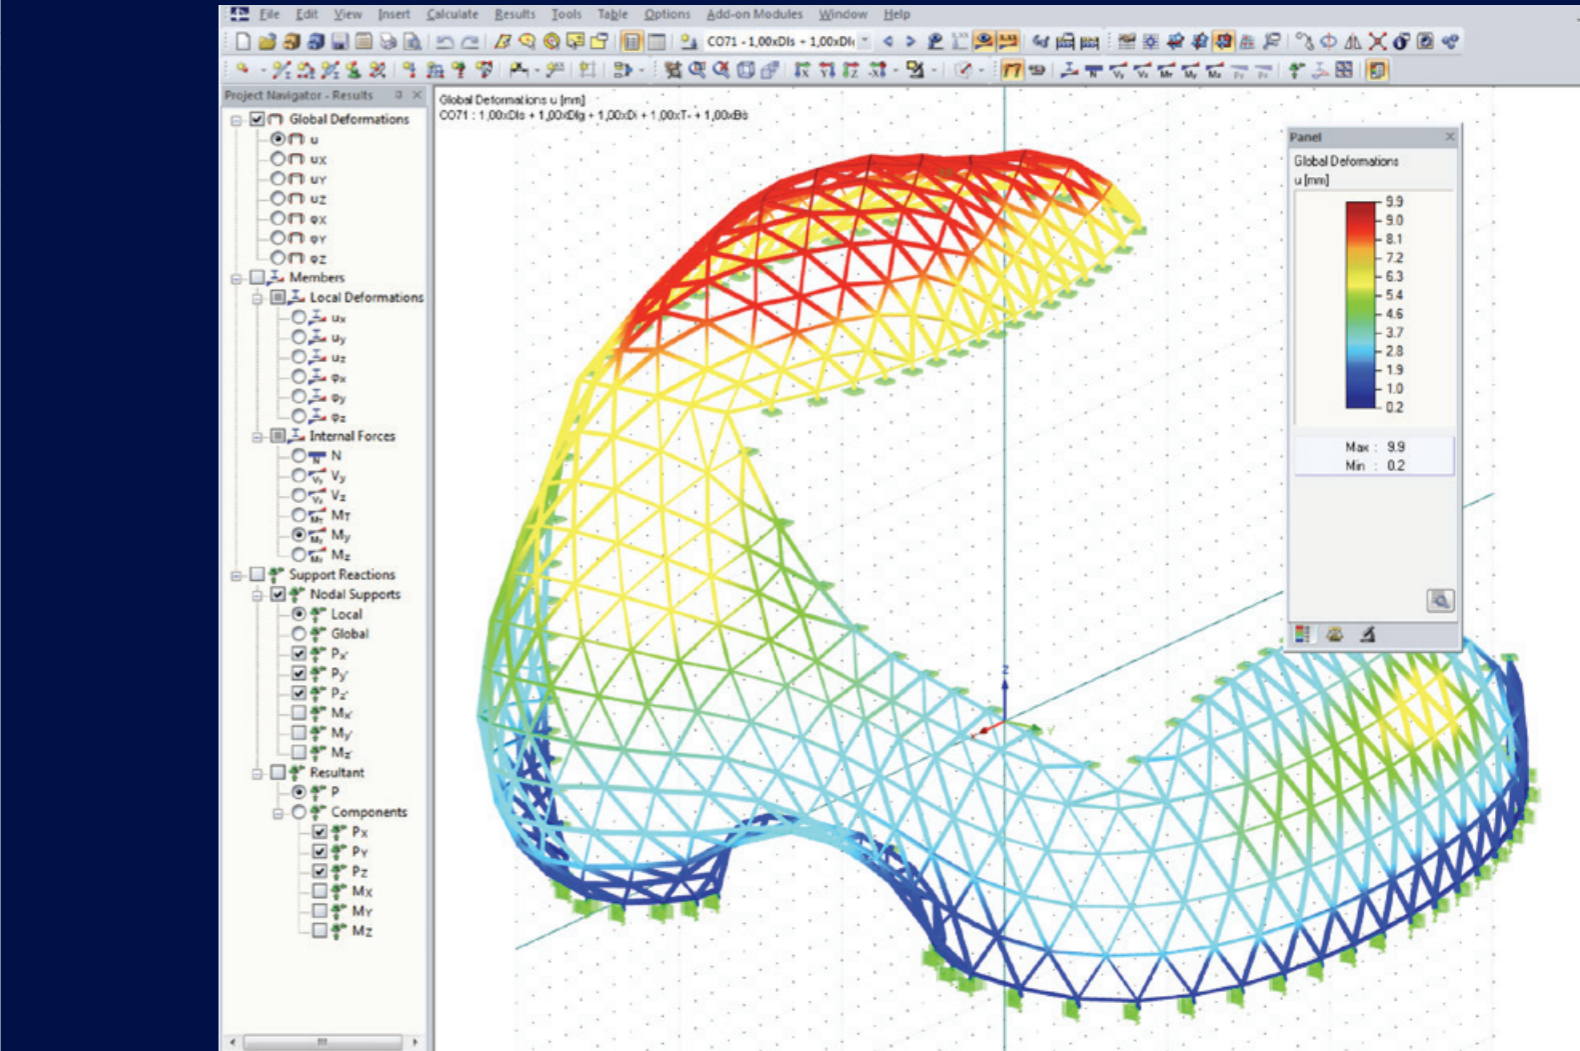 File Edit View Insert Calculate Results Tools Table Options Add-on Modules Window Help
CO71 - 1,00xDls + 1,00xDlg
Project Navigator - Results
Global Deformations
u
uX
uY
uZ
φX
φY
φZ
Members
Local Deformations
ux
uy
uz
φx
φy
φz
Internal Forces
N
Vy
Vz
MT
My
Mz
Support Reactions
Nodal Supports
Local
Global
Px'
Py'
Pz'
Mx'
My'
Mz'
Resultant
P
Components
PX
PY
PZ
MX
MY
MZ
Global Deformations u [mm]
CO71 : 1,00xDls + 1,00xDlg + 1,00xDi + 1,00xT- + 1,00xBs
Z
X
Y
Panel
Global Deformations
u [mm]
9.9
9.0
8.1
7.2
6.3
5.4
4.6
3.7
2.8
1.9
1.0
0.2
Max : 9.9
Min : 0.2